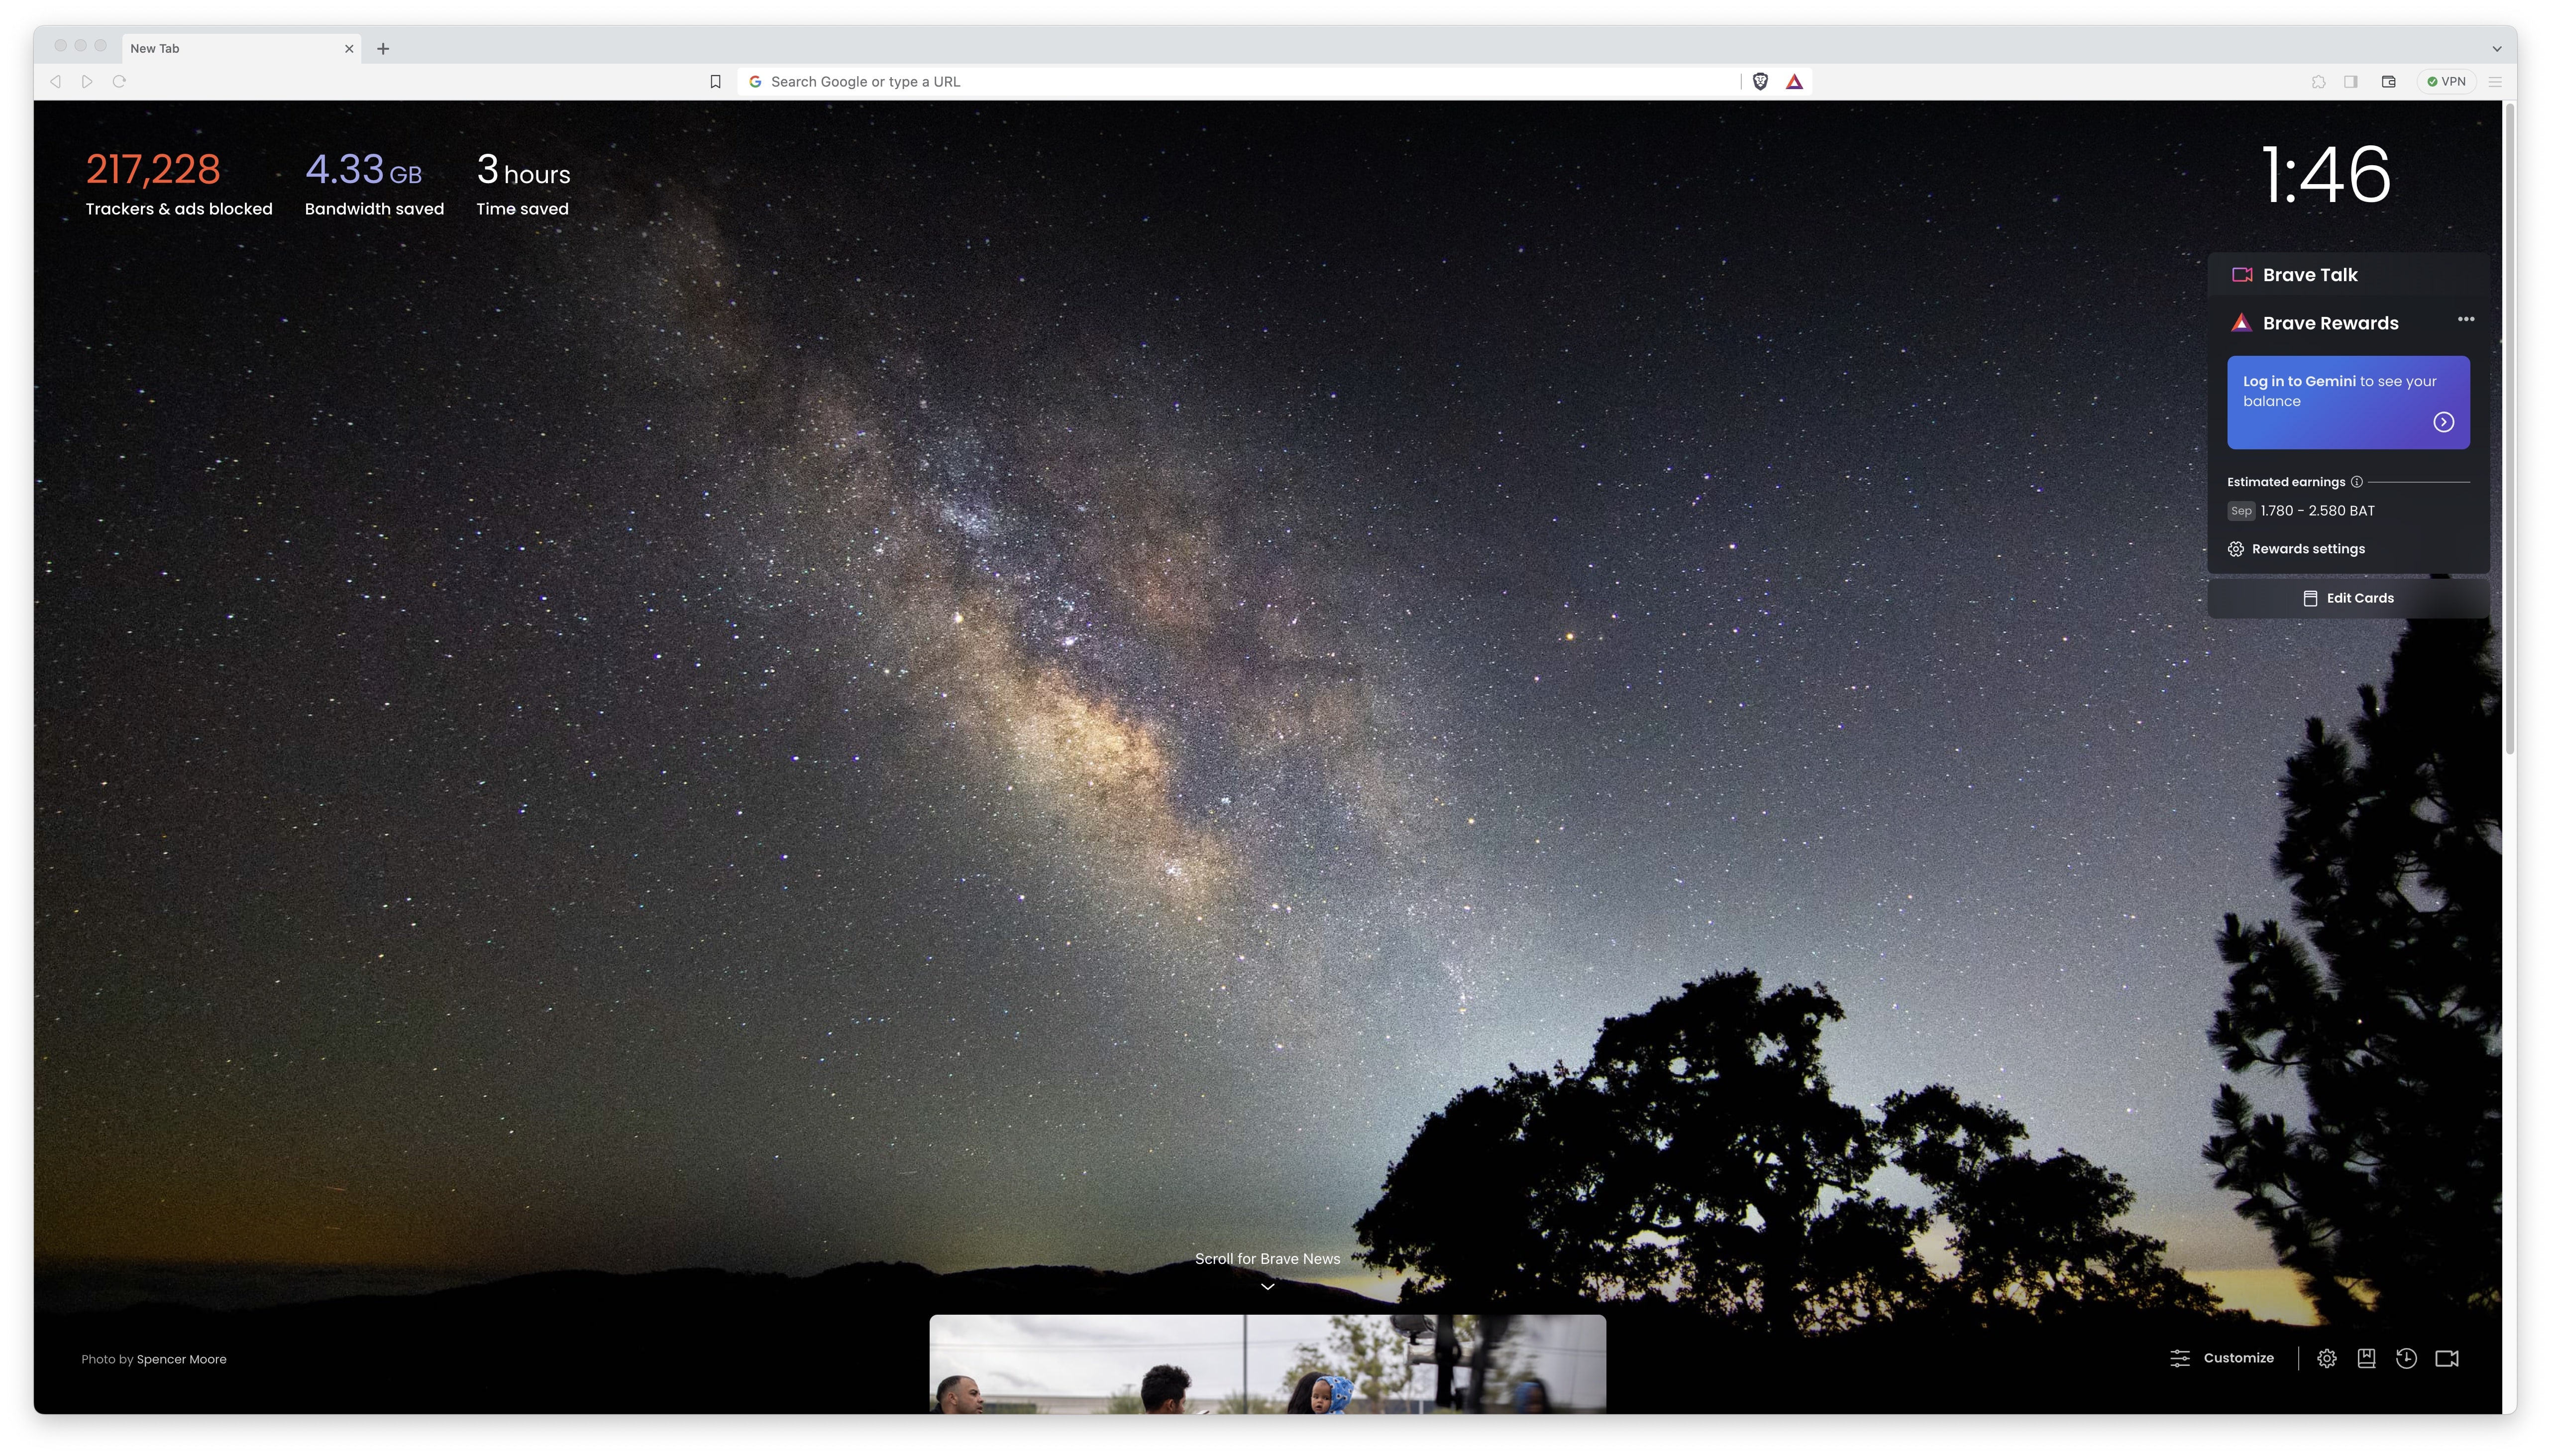 New Tab
Search Google or type a URL
VPN
217,228
Trackers & ads blocked
4.33 GB
Bandwidth saved
3 hours
Time saved
1:46
Brave Talk
Brave Rewards
Log in to Gemini to see your
balance
Estimated earnings
Sep 1.780 - 2.580 BAT
Rewards settings
Edit Cards
Scroll for Brave News
Photo by Spencer Moore
Customize